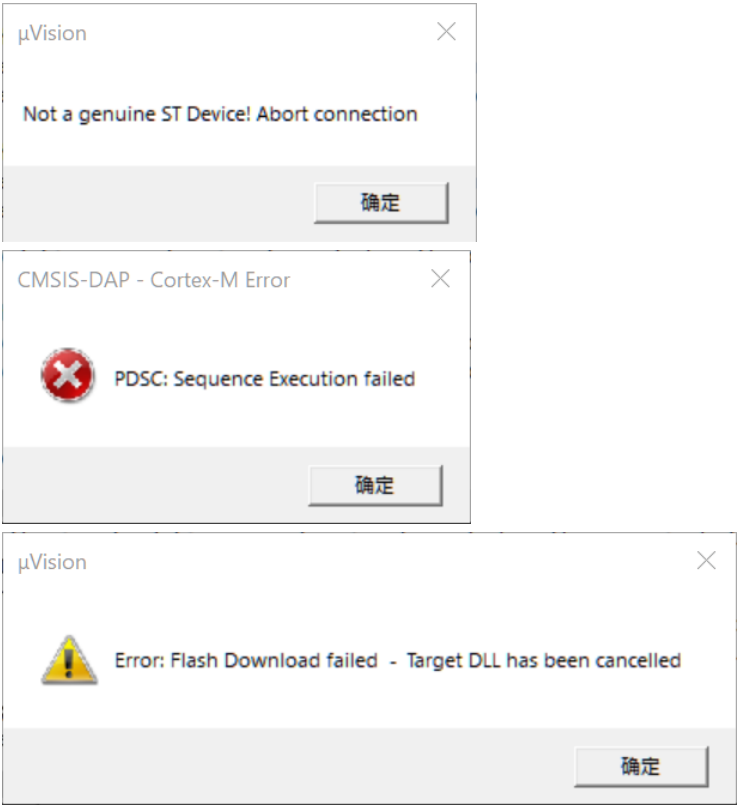 µVision
Not a genuine ST Device! Abort connection
确定
CMSIS-DAP - Cortex-M Error
PDSC: Sequence Execution failed
确定
µVision
Error: Flash Download failed - Target DLL has been cancelled
确定